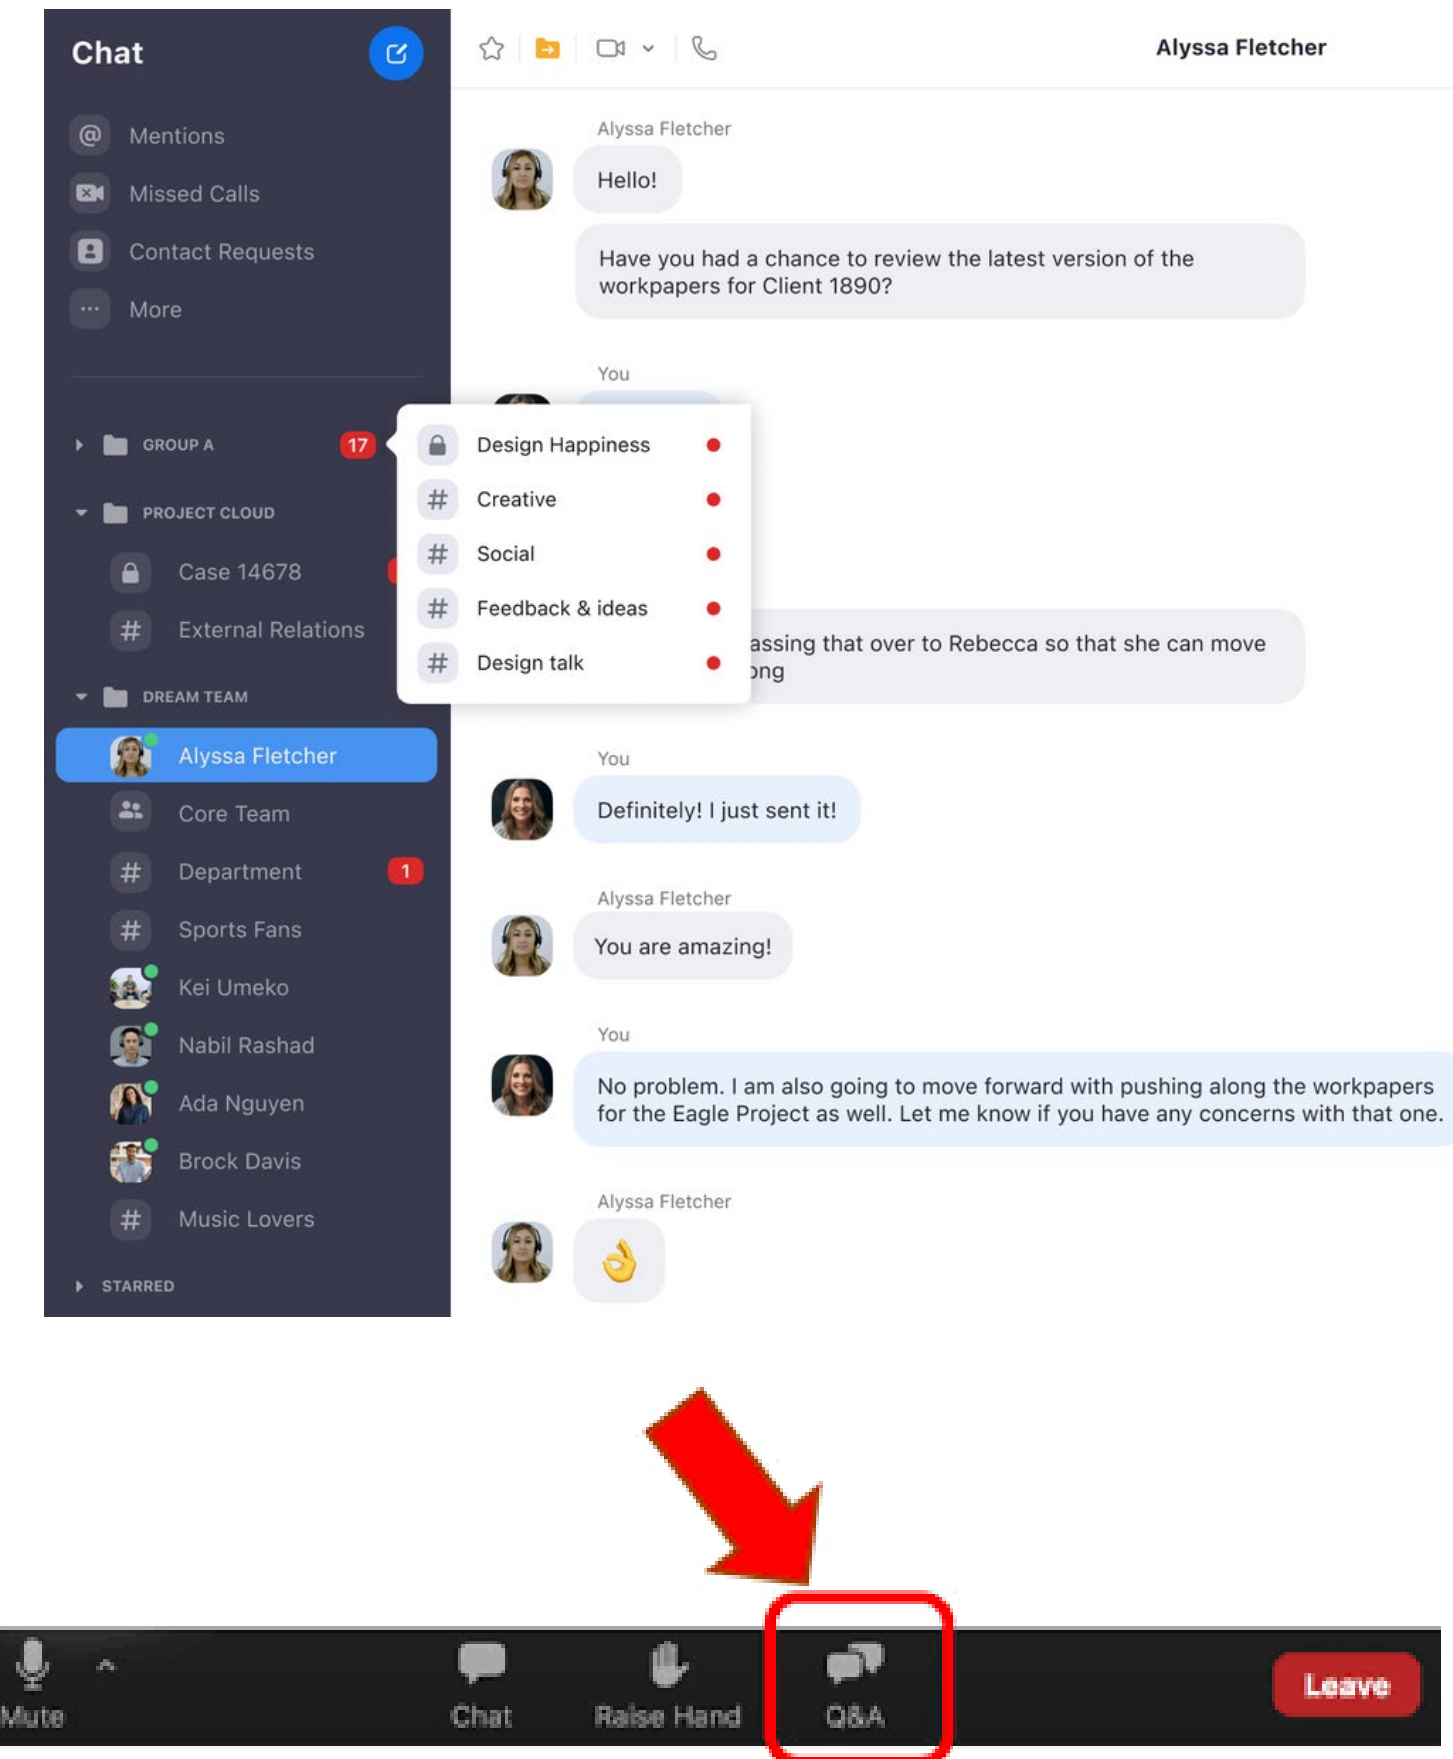 Chat
Mentions
Missed Calls
Contact Requests
More
GROUP A
17
PROJECT CLOUD
Case 14678
External Relations
DREAM TEAM
Alyssa Fletcher
Core Team
Department
1
Sports Fans
Kei Umeko
Nabil Rashad
Ada Nguyen
Brock Davis
Music Lovers
STARRED
Design Happiness
Creative
Social
Feedback & ideas
Design talk
Alyssa Fletcher
Alyssa Fletcher
Hello!
Have you had a chance to review the latest version of the
workpapers for Client 1890?
You
that over to Rebecca so that she can move
You
Definitely! I just sent it!
Alyssa Fletcher
You are amazing!
You
No problem. I am also going to move forward with pushing along the workpapers
for the Eagle Project as well. Let me know if you have any concerns with that one.
Alyssa Fletcher
Mute
Chat
Raise Hand
Q&A
Leave